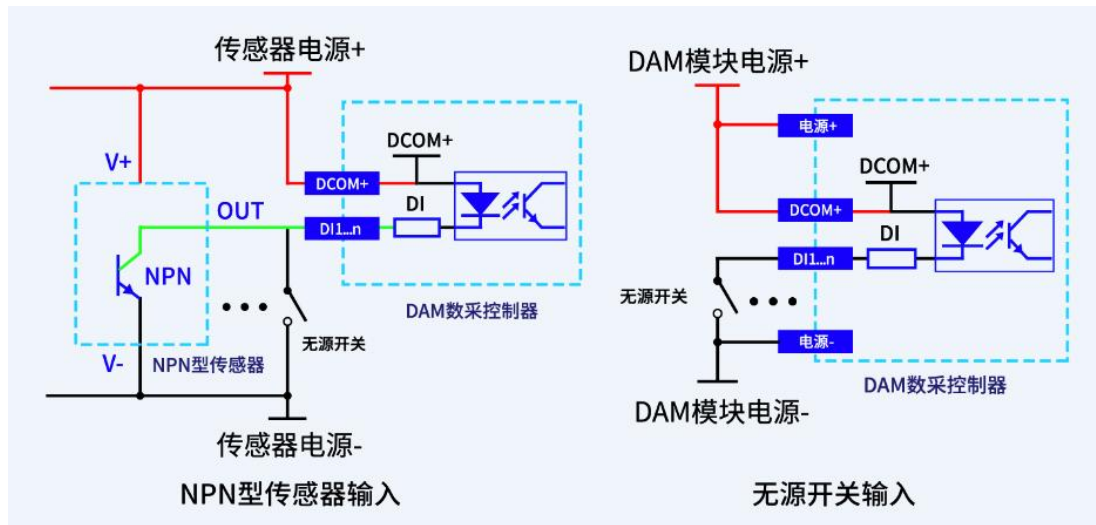 传感器电源+
V+
DCOM+
DCOM+
OUT
DI
DI1...n
NPN
无源开关
DAM数采控制器
V-
NPN型传感器
传感器电源-
NPN型传感器输入
DAM模块电源+
电源+
DCOM+
DCOM+
DI
DI1...n
无源开关
电源-
DAM数采控制器
DAM模块电源-
无源开关输入